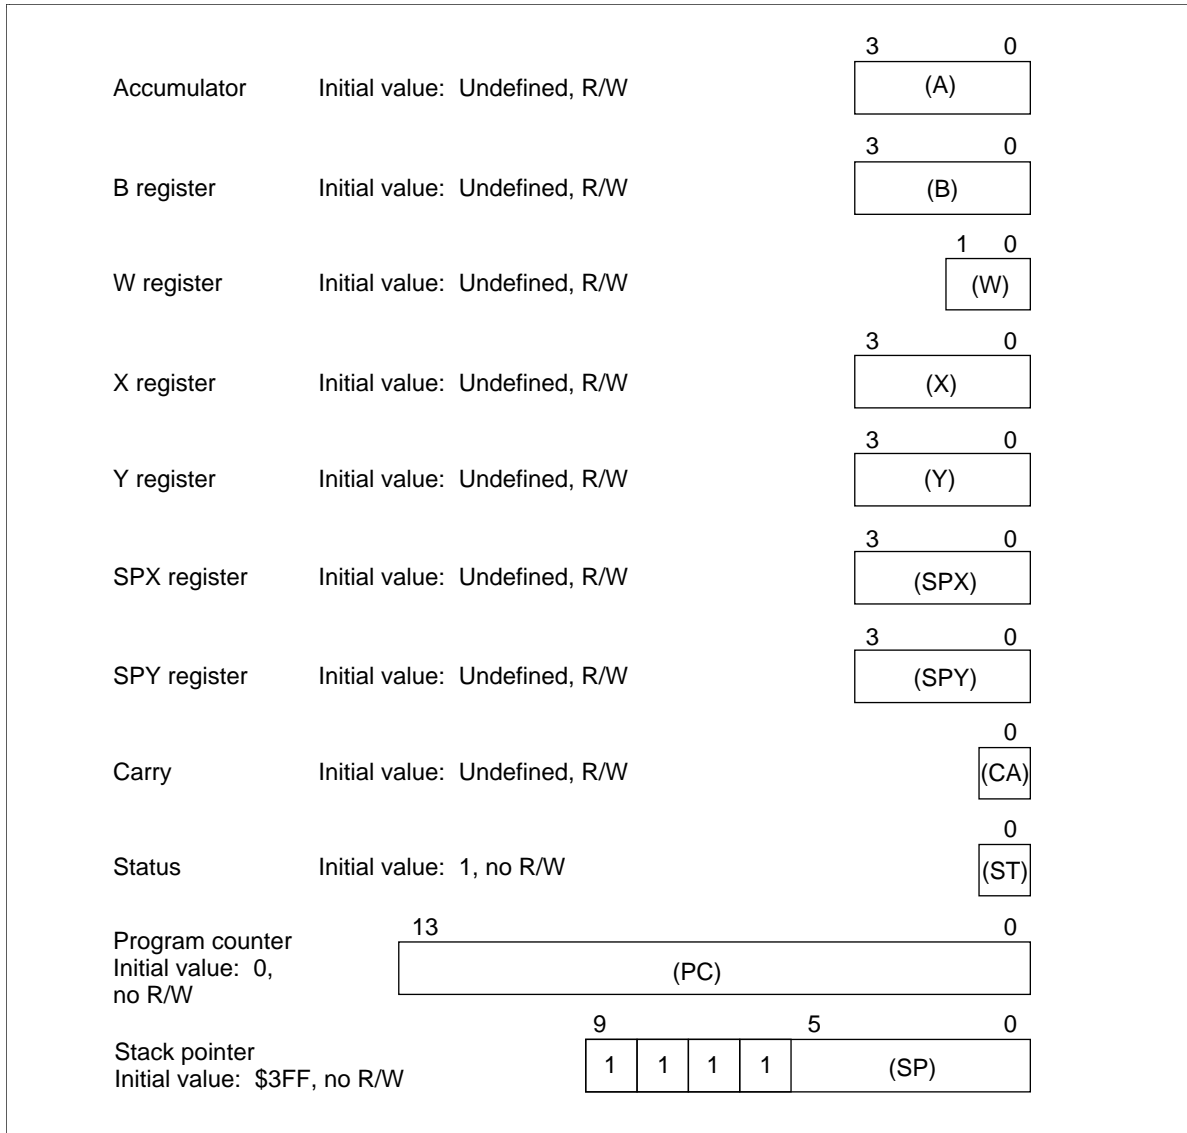 3 0
Accumulator Initial value: Undefined, R/W (A)
3 0
B register Initial value: Undefined, R/W (B)
1 0
W register Initial value: Undefined, R/W (W)
3 0
X register Initial value: Undefined, R/W (X)
3 0
Y register Initial value: Undefined, R/W (Y)
3 0
SPX register Initial value: Undefined, R/W (SPX)
3 0
SPY register Initial value: Undefined, R/W (SPY)
0
Carry Initial value: Undefined, R/W (CA)
0
Status Initial value: 1, no R/W (ST)
13 0
Program counter
Initial value: 0, (PC)
no R/W
9 5 0
Stack pointer 1 1 1 1 (SP)
Initial value: $3FF, no R/W